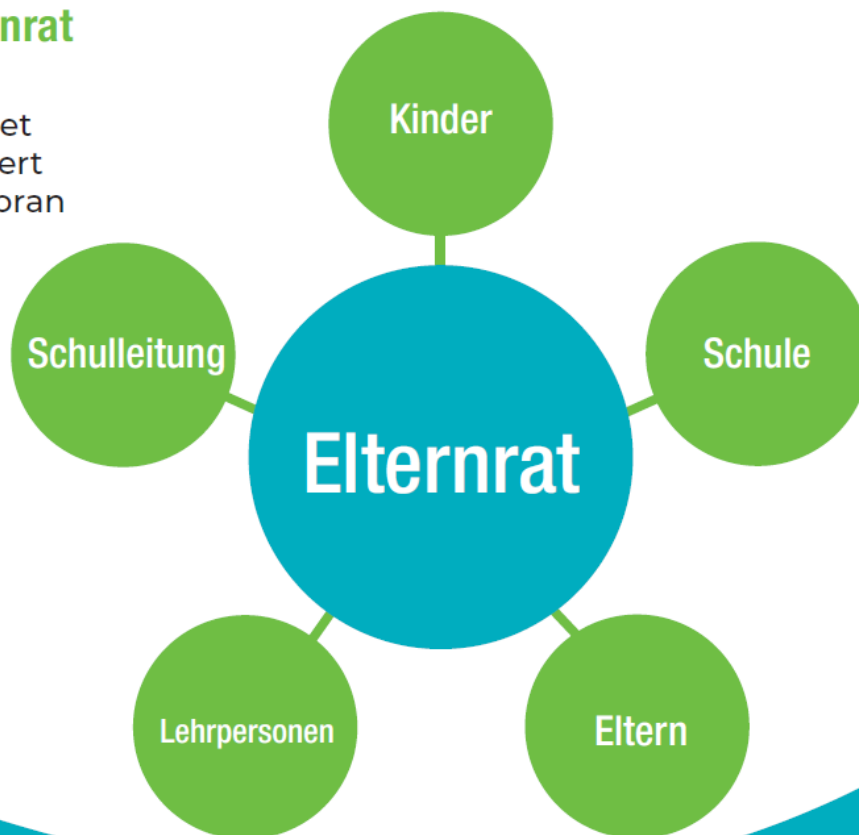 nrat
et
ert
oran
Kinder
Schulleitung
Schule
Elternrat
Lehrpersonen
Eltern